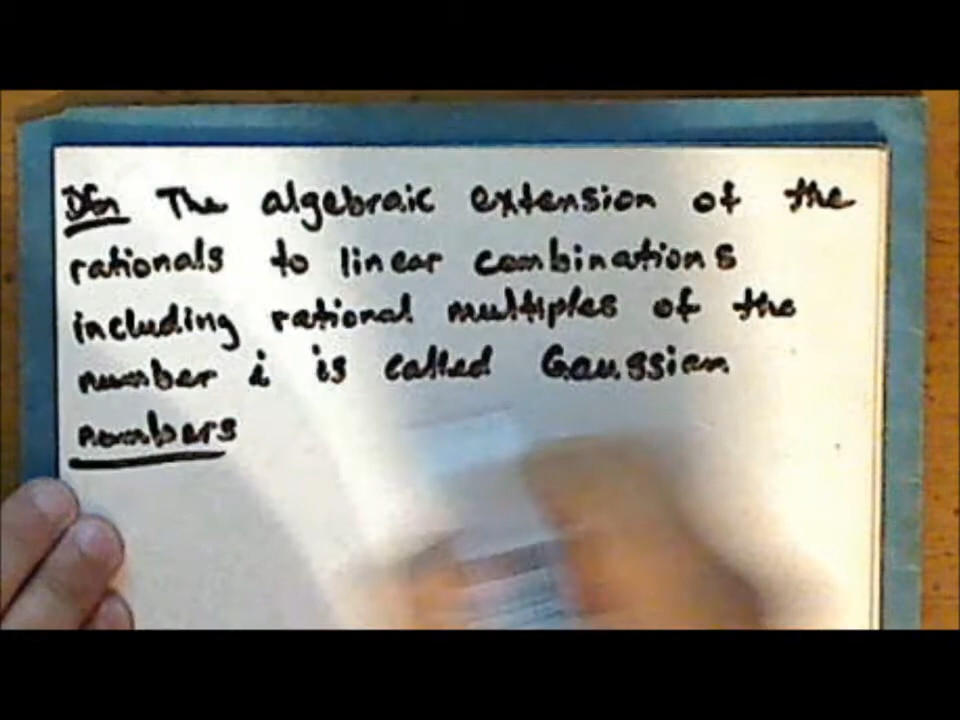 Dfn The algebraic extension of the
rationals to linear combinations
including rational multiples of the
number i is called Gaussian
numbers